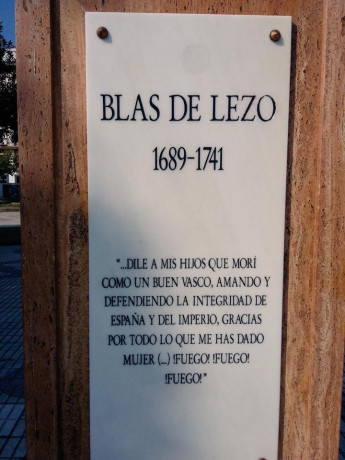 BLAS DE LEZO
1689-1741
"...DILE A MIS HIJOS QUE MORÍ
COMO UN BUEN VASCO, AMANDO Y
DEFENDIENDO LA INTEGRIDAD DE
ESPAÑA Y DEL IMPERIO, GRACIAS
POR TODO LO QUE ME HAS DADO
MUJER (...) !FUEGO! !FUEGO!
!FUEGO!"